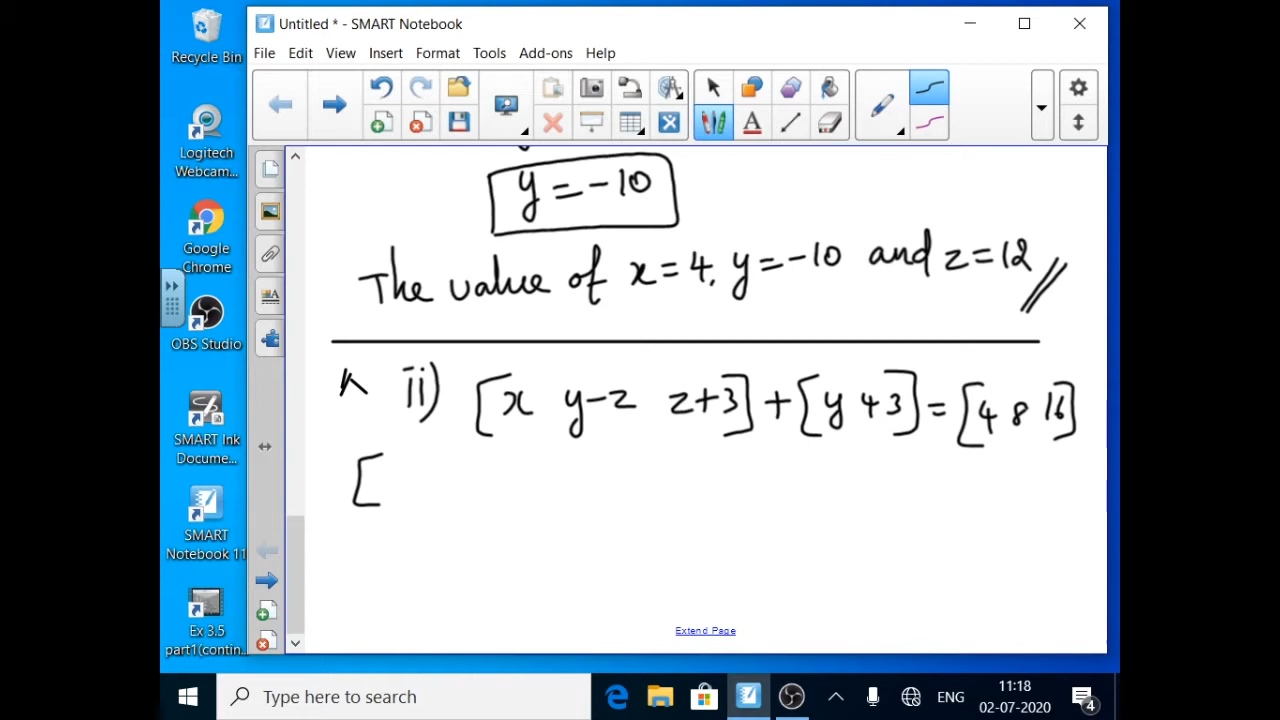 Recycle Bin
Logitech
Webcam...
Google
Chrome
OBS Studio
SMART Ink
Docume...
SMART
Notebook 11
Ex 3.5
part1(contin...
Untitled * - SMART Notebook
File Edit View Insert Format Tools Add-ons Help
y = -10
The value of x = 4, y = -10 and z = 12 //
ii) [x y-z z+3] + [y 4 3] = [4 8 16]
[
Extend Page
Type here to search
ENG
11:18
02-07-2020
4